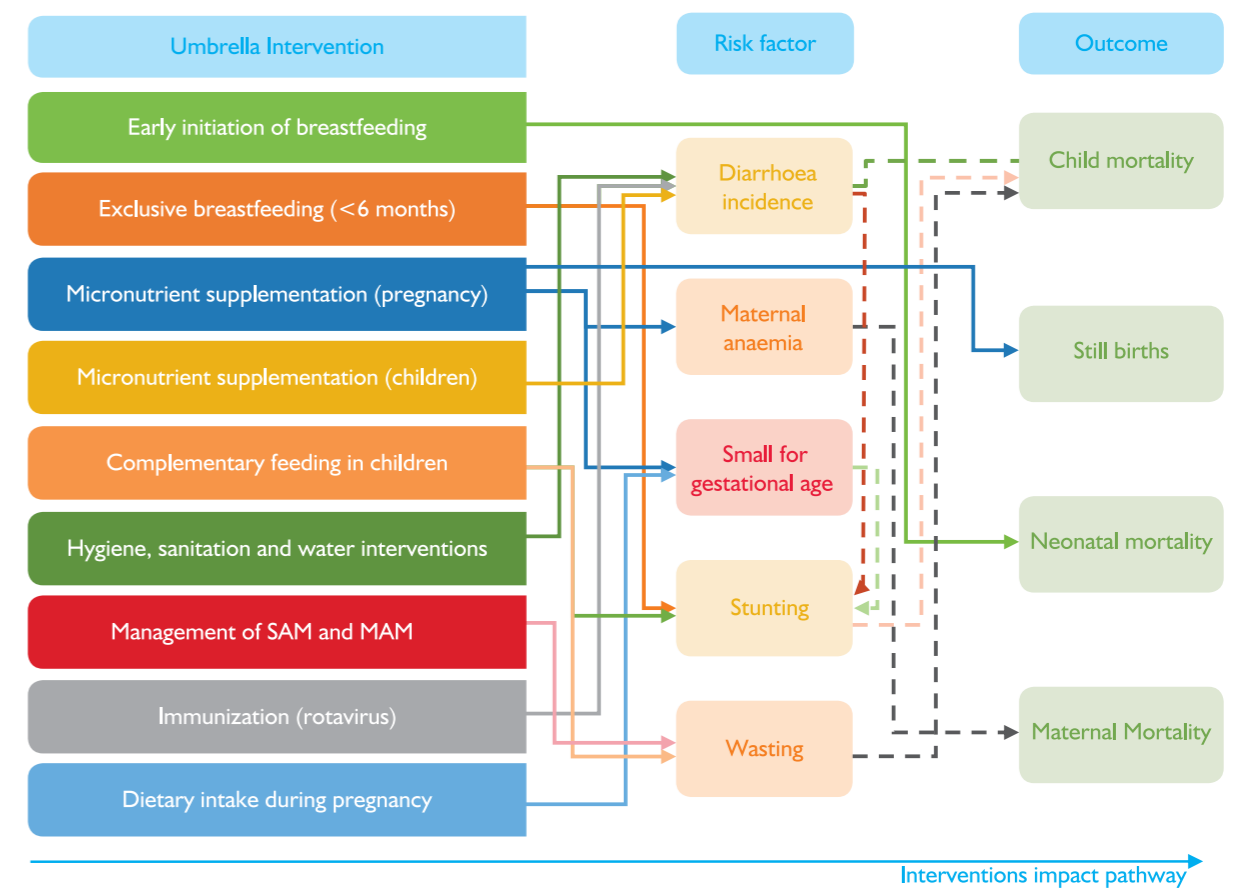 Umbrella Intervention
Risk factor
Outcome
Early initiation of breastfeeding
Exclusive breastfeeding (<6 months)
Micronutrient supplementation (pregnancy)
Micronutrient supplementation (children)
Complementary feeding in children
Hygiene, sanitation and water interventions
Management of SAM and MAM
Immunization (rotavirus)
Dietary intake during pregnancy
Diarrhoea
incidence
Maternal
anaemia
Small for
gestational age
Stunting
Wasting
Child mortality
Still births
Neonatal mortality
Maternal Mortality
Interventions impact pathway